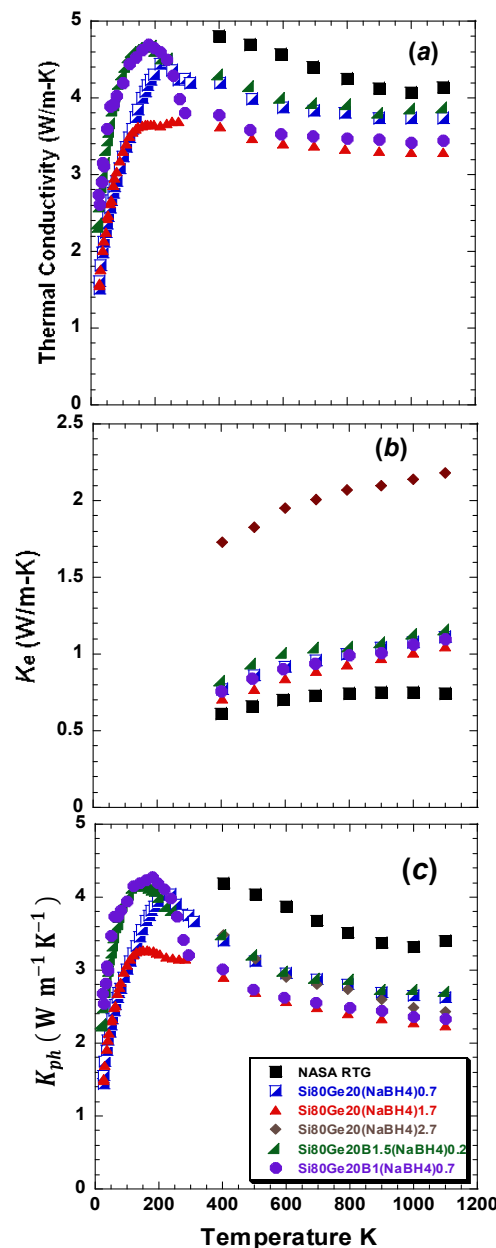 (a)
Thermal Conductivity (W/m-K)
5
4
3
2
1
0
(b)
Ke (W/m-K)
2.5
2
1.5
1
0.5
0
(c)
K_ph ( W m⁻¹ K⁻¹)
5
4
3
2
1
0
NASA RTG
Si80Ge20(NaBH4)0.7
Si80Ge20(NaBH4)1.7
Si80Ge20(NaBH4)2.7
Si80Ge20B1.5(NaBH4)0.2
Si80Ge20B1(NaBH4)0.7
0 200 400 600 800 1000 1200
Temperature K